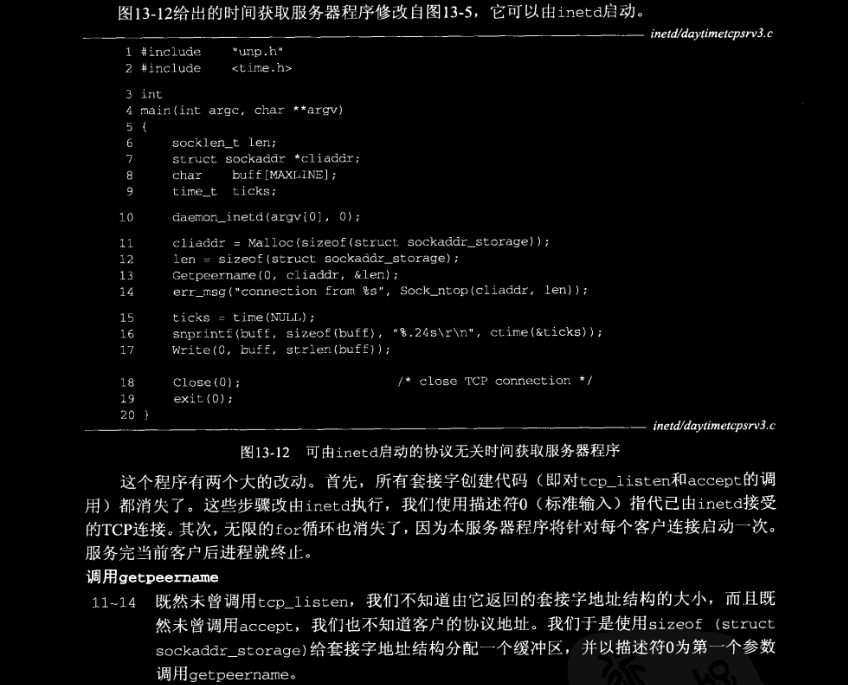 图13-12给出的时间获取服务器程序修改自图13-5，它可以由inetd启动。
inetd/daytimetcpsrv3.c
1 #include "unp.h"
2 #include <time.h>
3 int
4 main(int argc, char **argv)
5 {
6 socklen_t len;
7 struct sockaddr *cliaddr;
8 char buff[MAXLINE];
9 time_t ticks;
10 daemon_inetd(argv[0], 0);
11 cliaddr = Malloc(sizeof(struct sockaddr_storage));
12 len = sizeof(struct sockaddr_storage);
13 Getpeername(0, cliaddr, &len);
14 err_msg("connection from %s", Sock_ntop(cliaddr, len));
15 ticks = time(NULL);
16 snprintf(buff, sizeof(buff), "%.24s\r\n", ctime(&ticks));
17 Write(0, buff, strlen(buff));
18 Close(0); /* close TCP connection */
19 exit(0);
20 }
inetd/daytimetcpsrv3.c
图13-12 可由inetd启动的协议无关时间获取服务器程序
这个程序有两个大的改动。首先，所有套接字创建代码（即对tcp_listen和accept的调
用）都消失了。这些步骤改由inetd执行，我们使用描述符0（标准输入）指代已由inetd接受
的TCP连接。其次，无限的for循环也消失了，因为本服务器程序将针对每个客户连接启动一次。
服务完当前客户后进程就终止。
调用getpeername
11~14 既然未曾调用tcp_listen，我们不知道由它返回的套接字地址结构的大小，而且既
然未曾调用accept，我们也不知道客户的协议地址。我们于是使用sizeof (struct
sockaddr_storage)给套接字地址结构分配一个缓冲区，并以描述符0为第一个参数
调用getpeername。